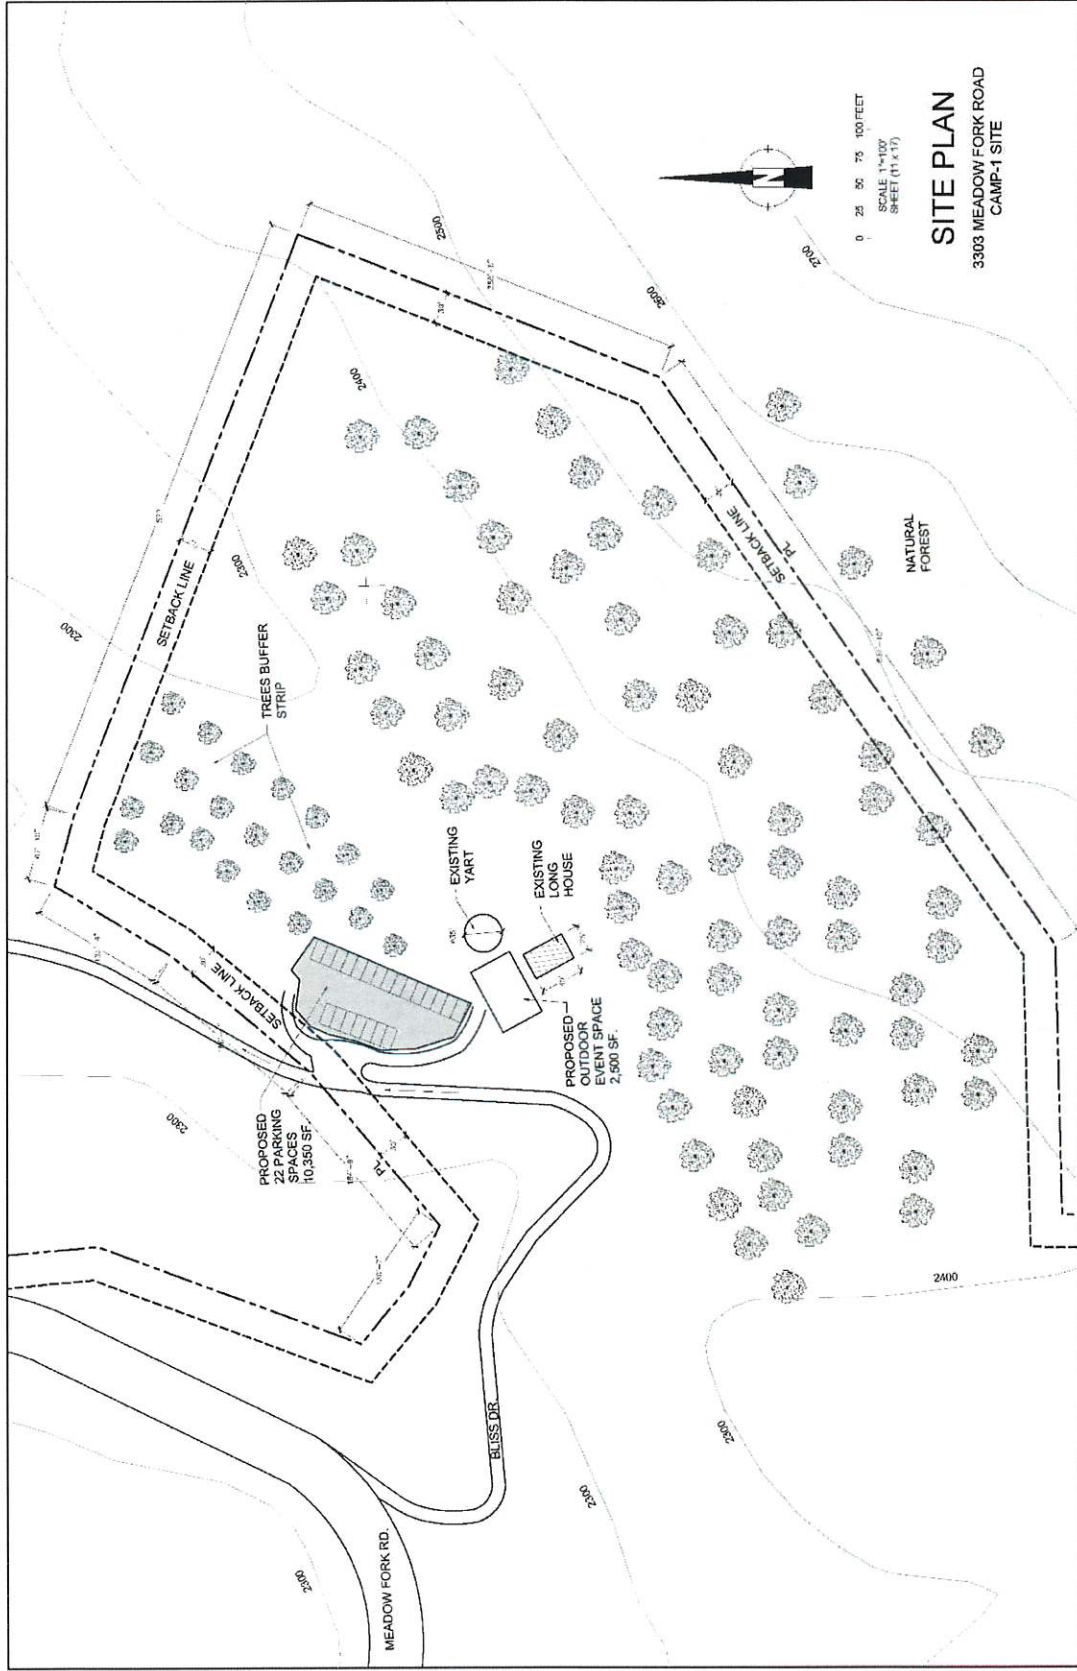 SITE PLAN
3303 MEADOW FORK ROAD
CAMP-1 SITE
0 25 50 75 100 FEET
SCALE 1"=100'
SHEET (11 x 17)
N
MEADOW FORK RD.
BLISS DR.
PROPOSED
22 PARKING
SPACES
10,350 SF.
PROPOSED
OUTDOOR
EVENT SPACE
2,500 SF.
EXISTING
YART
EXISTING
LONG
HOUSE
TREES BUFFER
STRIP
SETBACK LINE
SETBACK LINE
SETBACK LINE
PL
PL
NATURAL
FOREST
2300
2300
2300
2300
2300
2300
2400
2400
2500
2600
2700